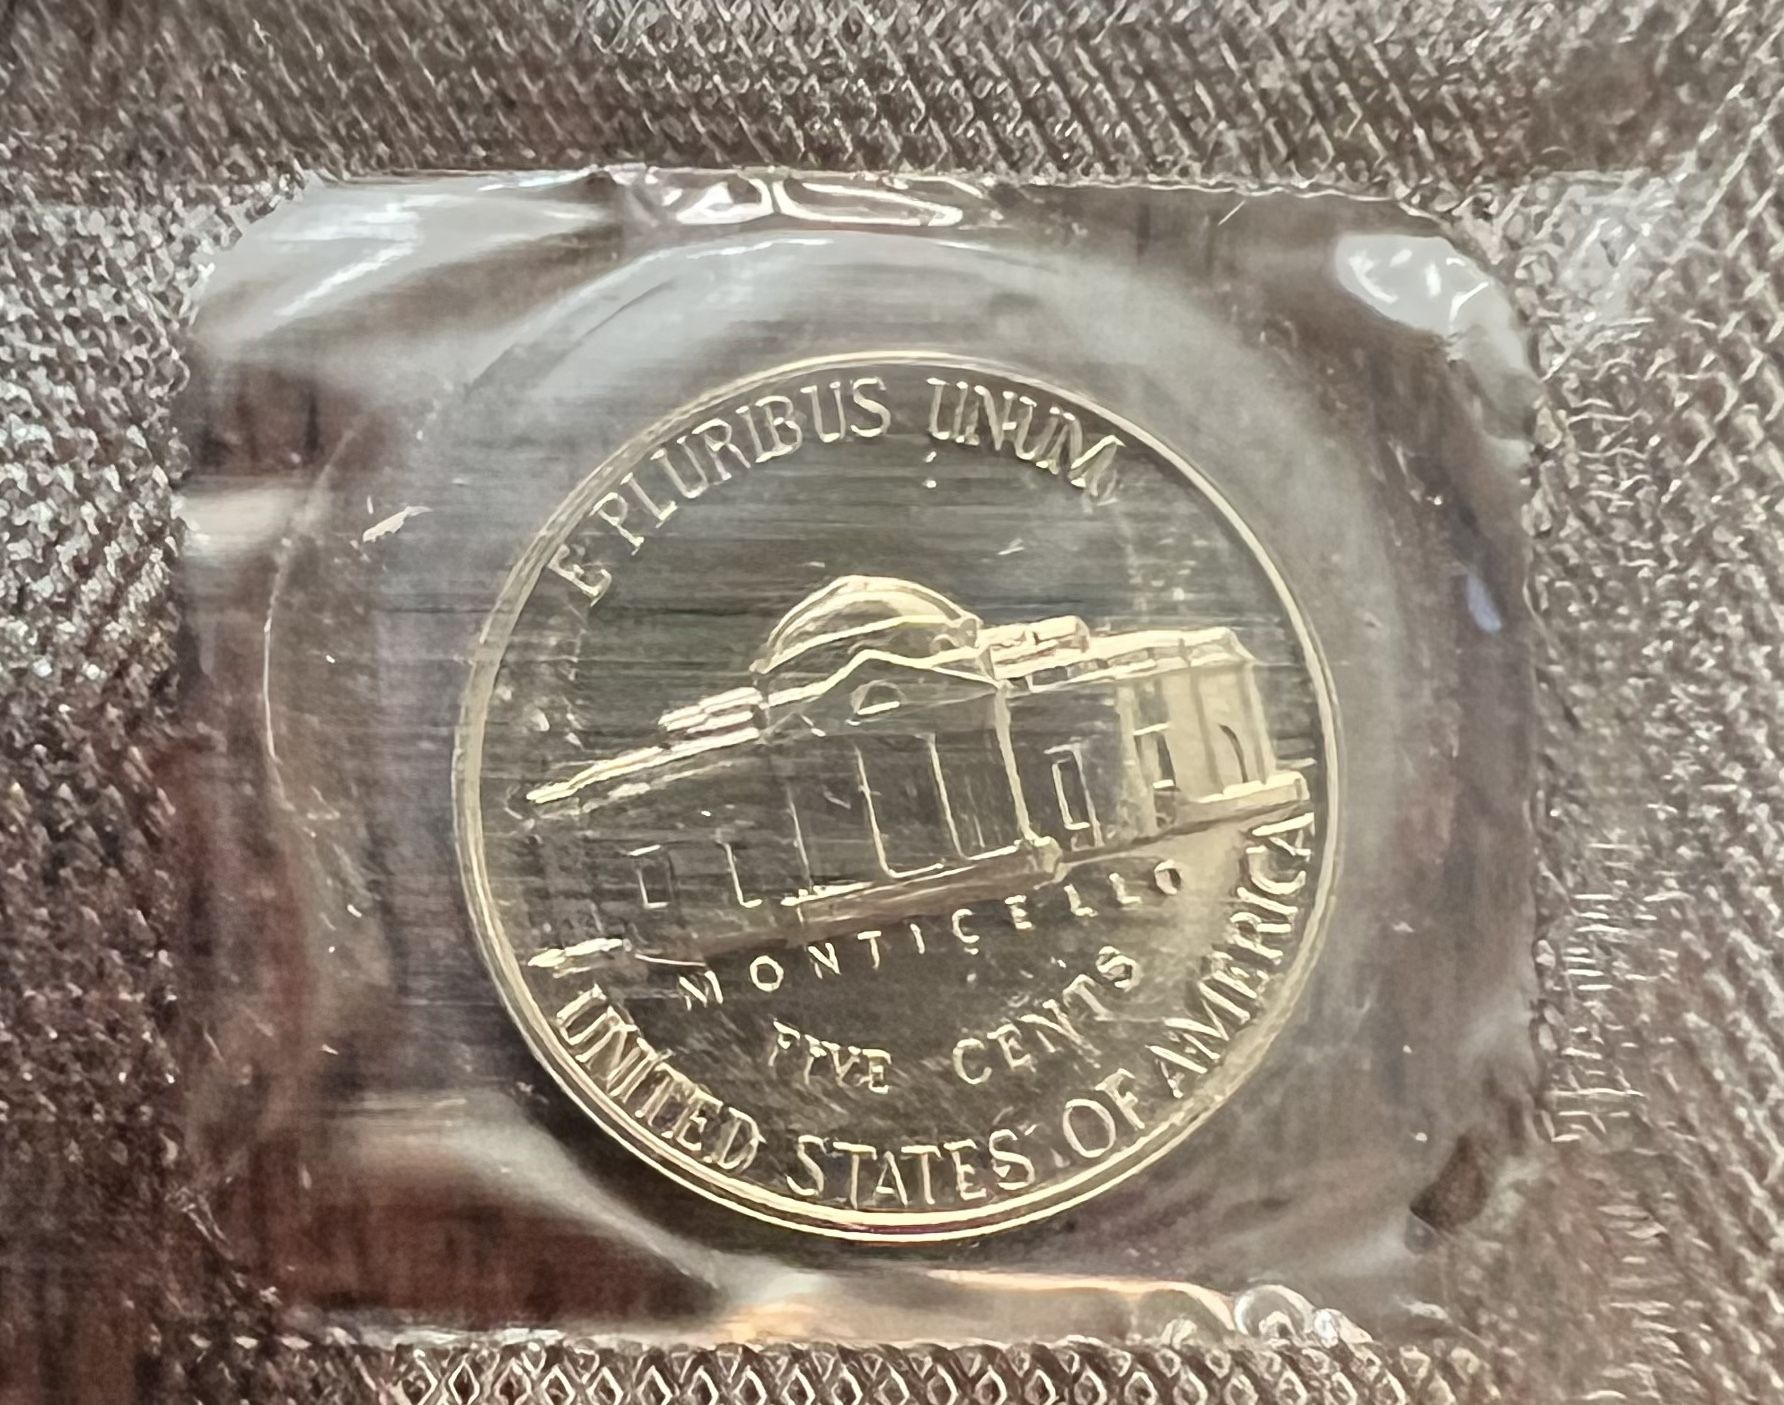 E PLURIBUS UNUM
MONTICELLO
FIVE CENTS
UNITED STATES OF AMERICA